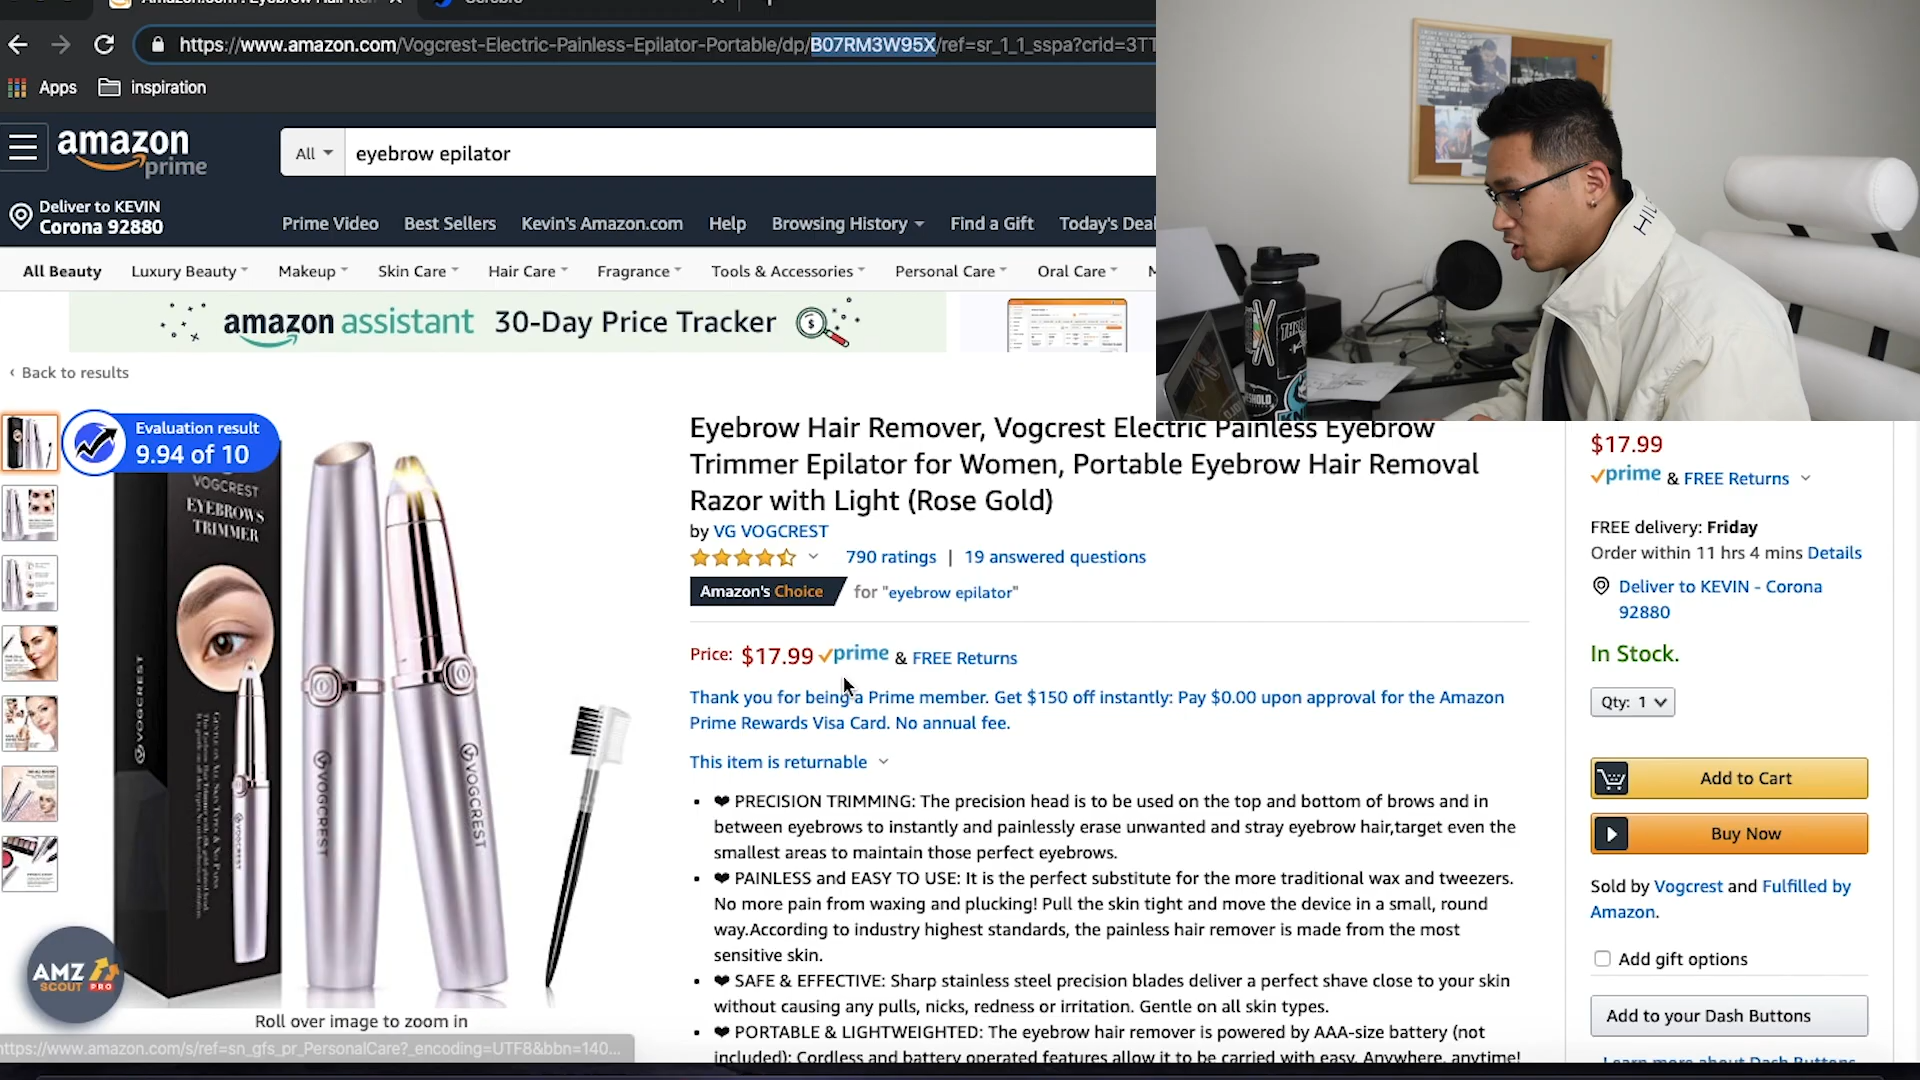 https://www.amazon.com/Vogcrest-Electric-Painless-Epilator-Portable/dp/B07RM3W95X/ref=sr_1_1_sspa?crid=3TT
Apps
inspiration
amazon
prime
All
eyebrow epilator
Deliver to KEVIN
Corona 92880
Prime Video
Best Sellers
Kevin's Amazon.com
Help
Browsing History
Find a Gift
Today's Deal
All Beauty
Luxury Beauty
Makeup
Skin Care
Hair Care
Fragrance
Tools & Accessories
Personal Care
Oral Care
amazon assistant 30-Day Price Tracker
‹ Back to results
Evaluation result
9.94 of 10
VOGCREST
EYEBROWS
TRIMMER
VOGCREST
VOGCREST
VOGCREST
AMZ
SCOUT PRO
Roll over image to zoom in
https://www.amazon.com/s/ref=sn_gfs_pr_PersonalCare?_encoding=UTF8&bbn=140...
Eyebrow Hair Remover, Vogcrest Electric Painless Eyebrow
Trimmer Epilator for Women, Portable Eyebrow Hair Removal
Razor with Light (Rose Gold)
by VG VOGCREST
790 ratings | 19 answered questions
Amazon's Choice for "eyebrow epilator"
Price: $17.99 prime & FREE Returns
Thank you for being a Prime member. Get $150 off instantly: Pay $0.00 upon approval for the Amazon
Prime Rewards Visa Card. No annual fee.
This item is returnable
• ❤ PRECISION TRIMMING: The precision head is to be used on the top and bottom of brows and in
between eyebrows to instantly and painlessly erase unwanted and stray eyebrow hair,target even the
smallest areas to maintain those perfect eyebrows.
• ❤ PAINLESS and EASY TO USE: It is the perfect substitute for the more traditional wax and tweezers.
No more pain from waxing and plucking! Pull the skin tight and move the device in a small, round
way.According to industry highest standards, the painless hair remover is made from the most
sensitive skin.
• ❤ SAFE & EFFECTIVE: Sharp stainless steel precision blades deliver a perfect shave close to your skin
without causing any pulls, nicks, redness or irritation. Gentle on all skin types.
• ❤ PORTABLE & LIGHTWEIGHTED: The eyebrow hair remover is powered by AAA-size battery (not
included); Cordless and battery operated features allow it to be carried with easy. Anywhere, anytime!
$17.99
prime & FREE Returns
FREE delivery: Friday
Order within 11 hrs 4 mins Details
Deliver to KEVIN - Corona
92880
In Stock.
Qty: 1
Add to Cart
Buy Now
Sold by Vogcrest and Fulfilled by
Amazon.
Add gift options
Add to your Dash Buttons
Learn more about Dash Buttons